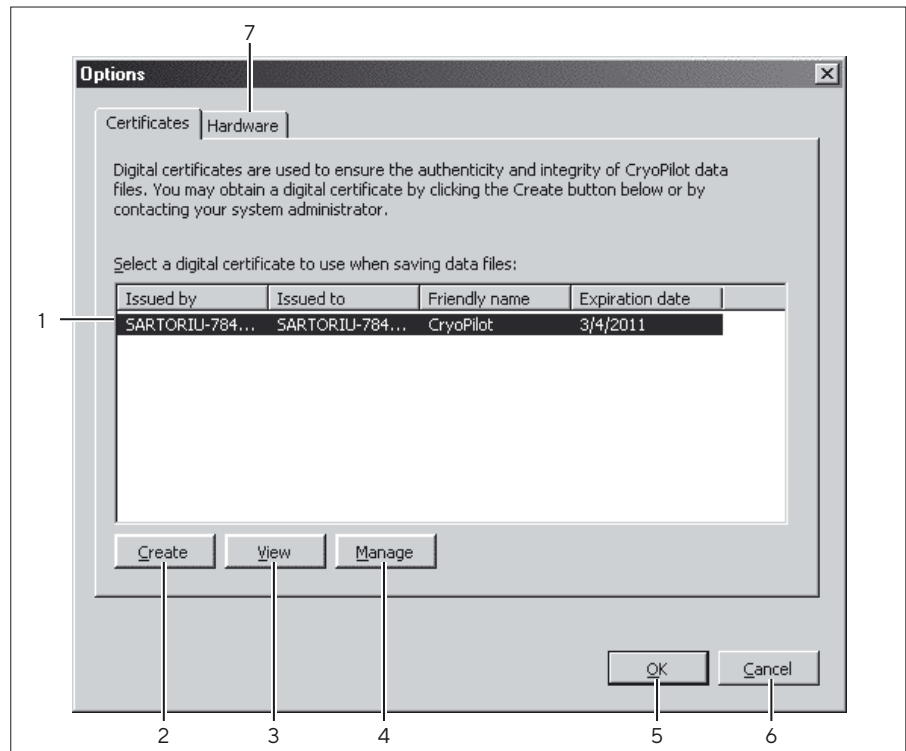 7
Options
Certificates Hardware
Digital certificates are used to ensure the authenticity and integrity of CryoPilot data
files. You may obtain a digital certificate by clicking the Create button below or by
contacting your system administrator.
Select a digital certificate to use when saving data files:
Issued by Issued to Friendly name Expiration date
1 SARTORIU-784... SARTORIU-784... CryoPilot 3/4/2011
Create View Manage
OK Cancel
2 3 4 5 6